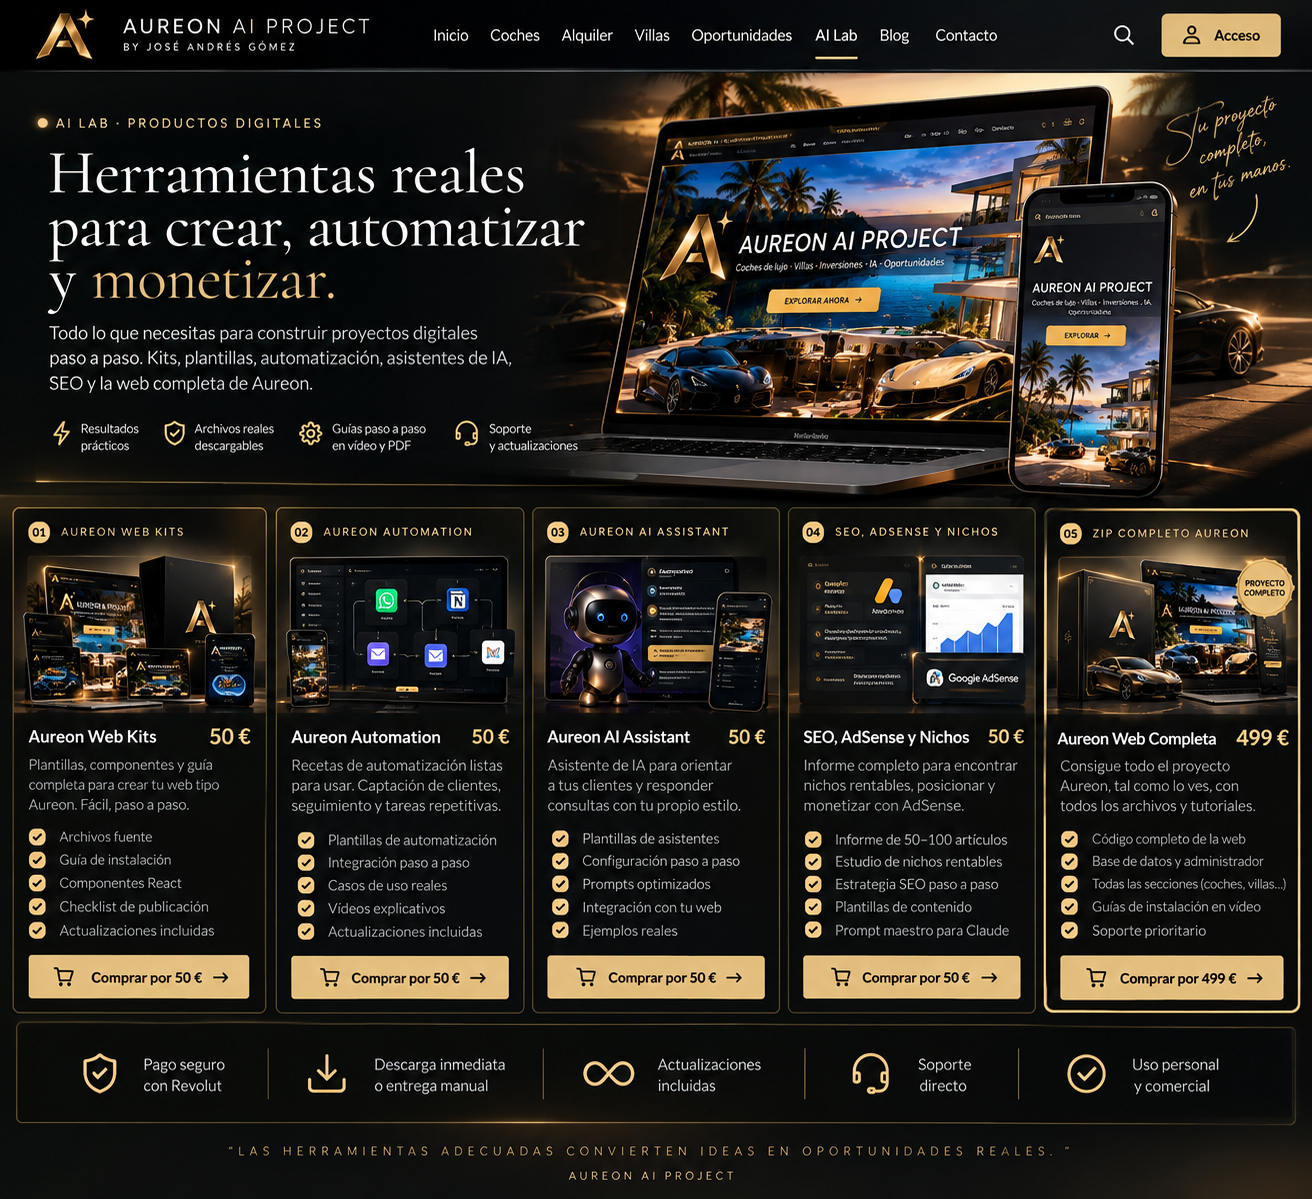 AUREON AI PROJECT
BY JOSÉ ANDRÉS GÓMEZ
Inicio Coches Alquiler Villas Oportunidades AI Lab Blog Contacto
Acceso
AI LAB · PRODUCTOS DIGITALES
Herramientas reales
para crear, automatizar
y monetizar.
Todo lo que necesitas para construir proyectos digitales
paso a paso. Kits, plantillas, automatización, asistentes de IA,
SEO y la web completa de Aureon.
Resultados
prácticos
Archivos reales
descargables
Guías paso a paso
en vídeo y PDF
Soporte
y actualizaciones
AUREON AI PROJECT
Coches de lujo · Villas · Inversiones · IA · Oportunidades
EXPLORAR AHORA →
AUREON AI PROJECT
Coches de lujo · Villas · Inversiones . IA.
EXPLORAR →
Tu proyecto
completo,
en tus manos.
01 AUREON WEB KITS
Aureon Web Kits 50 €
Plantillas, componentes y guía
completa para crear tu web tipo
Aureon. Fácil, paso a paso.
Archivos fuente
Guía de instalación
Componentes React
Checklist de publicación
Actualizaciones incluidas
Comprar por 50 € →
02 AUREON AUTOMATION
Aureon Automation 50 €
Recetas de automatización listas
para usar. Captación de clientes,
seguimiento y tareas repetitivas.
Plantillas de automatización
Integración paso a paso
Casos de uso reales
Vídeos explicativos
Actualizaciones incluidas
Comprar por 50 € →
03 AUREON AI ASSISTANT
Aureon AI Assistant 50 €
Asistente de IA para orientar
a tus clientes y responder
consultas con tu propio estilo.
Plantillas de asistentes
Configuración paso a paso
Prompts optimizados
Integración con tu web
Ejemplos reales
Comprar por 50 € →
04 SEO, ADSENSE Y NICHOS
Google AdSense
SEO, AdSense y Nichos 50 €
Informe completo para encontrar
nichos rentables, posicionar y
monetizar con AdSense.
Informe de 50–100 artículos
Estudio de nichos rentables
Estrategia SEO paso a paso
Plantillas de contenido
Prompt maestro para Claude
Comprar por 50 € →
05 ZIP COMPLETO AUREON
PROYECTO
COMPLETO
Aureon Web Completa 499 €
Consigue todo el proyecto
Aureon, tal como lo ves, con
todos los archivos y tutoriales.
Código completo de la web
Base de datos y administrador
Todas las secciones (coches, villas...)
Guías de instalación en vídeo
Soporte prioritario
Comprar por 499 € →
Pago seguro
con Revolut
Descarga inmediata
o entrega manual
Actualizaciones
incluidas
Soporte
directo
Uso personal
y comercial
“LAS HERRAMIENTAS ADECUADAS CONVIERTEN IDEAS EN OPORTUNIDADES REALES. ”
AUREON AI PROJECT